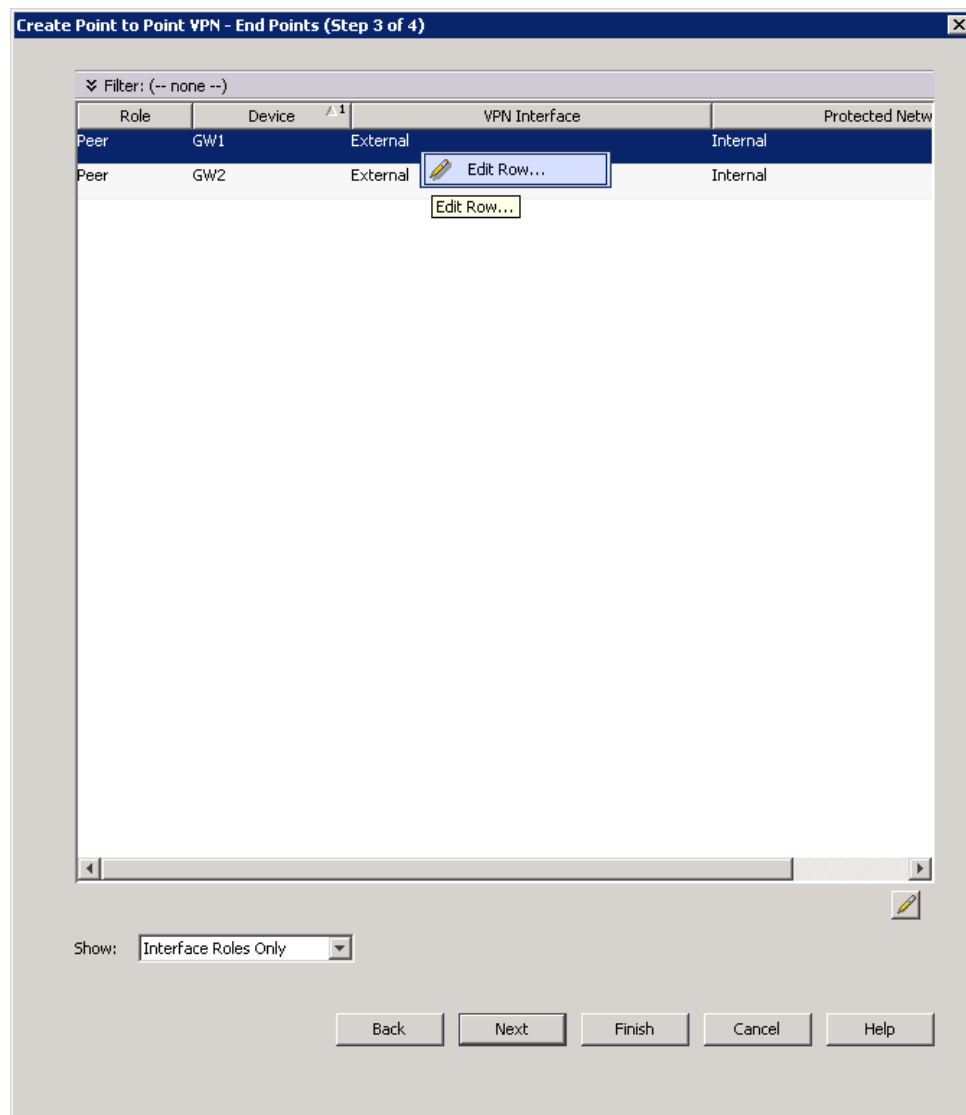 Create Point to Point VPN - End Points (Step 3 of 4)
Filter: (-- none --)
Role Device 1 VPN Interface Protected Netw
Peer GW1 External Internal
Edit Row...
Peer GW2 External Internal
Edit Row...
Show: Interface Roles Only
Back Next Finish Cancel Help